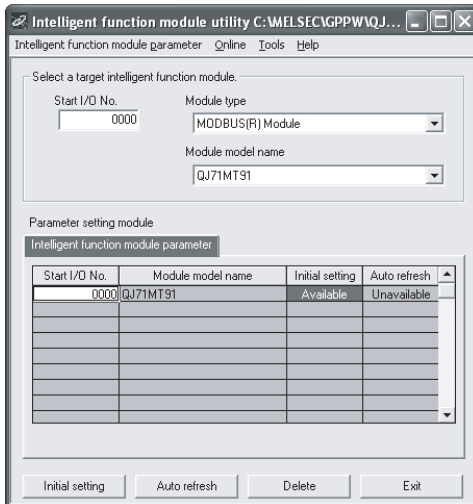 Intelligent function module utility C:\MELSEC\GPPW\QJ...
Intelligent function module parameter Online Tools Help
Select a target intelligent function module.
Start I/O No. Module type
0000 MODBUS(R) Module
Module model name
QJ71MT91
Parameter setting module
Intelligent function module parameter
Start I/O No. Module model name Initial setting Auto refresh
0000 QJ71MT91 Available Unavailable
Initial setting Auto refresh Delete Exit